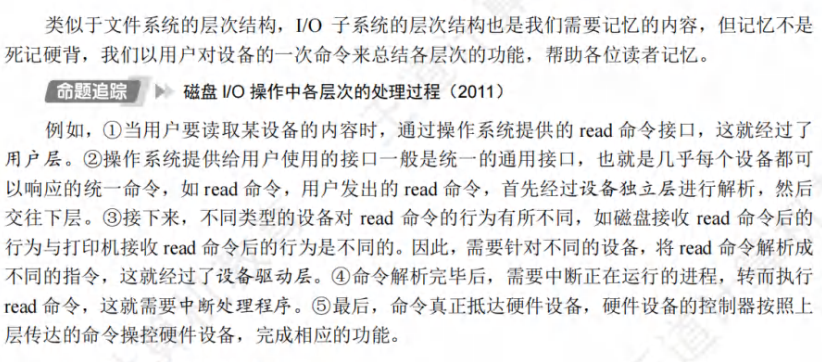 类似于文件系统的层次结构，I/O 子系统的层次结构也是我们需要记忆的内容，但记忆不是
死记硬背，我们以用户对设备的一次命令来总结各层次的功能，帮助各位读者记忆。
命题追踪 磁盘 I/O 操作中各层次的处理过程（2011）
例如，①当用户要读取某设备的内容时，通过操作系统提供的 read 命令接口，这就经过了
用户层。②操作系统提供给用户使用的接口一般是统一的通用接口，也就是几乎每个设备都可
以响应的统一命令，如 read 命令，用户发出的 read 命令，首先经过设备独立层进行解析，然后
交往下层。③接下来，不同类型的设备对 read 命令的行为有所不同，如磁盘接收 read 命令后的
行为与打印机接收 read 命令后的行为是不同的。因此，需要针对不同的设备，将 read 命令解析成
不同的指令，这就经过了设备驱动层。④命令解析完毕后，需要中断正在运行的进程，转而执行
read 命令，这就需要中断处理程序。⑤最后，命令真正抵达硬件设备，硬件设备的控制器按照上
层传达的命令操控硬件设备，完成相应的功能。